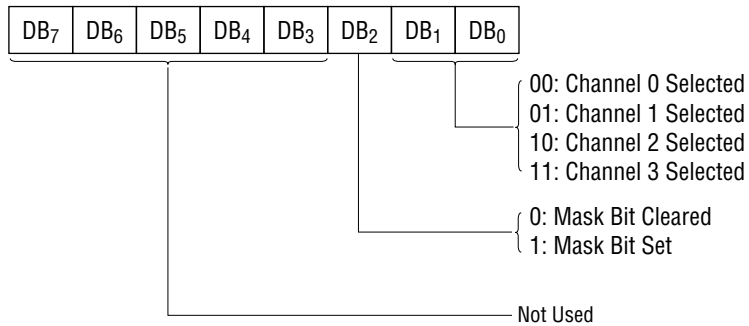 DB7 DB6 DB5 DB4 DB3 DB2 DB1 DB0
00: Channel 0 Selected
01: Channel 1 Selected
10: Channel 2 Selected
11: Channel 3 Selected
0: Mask Bit Cleared
1: Mask Bit Set
Not Used